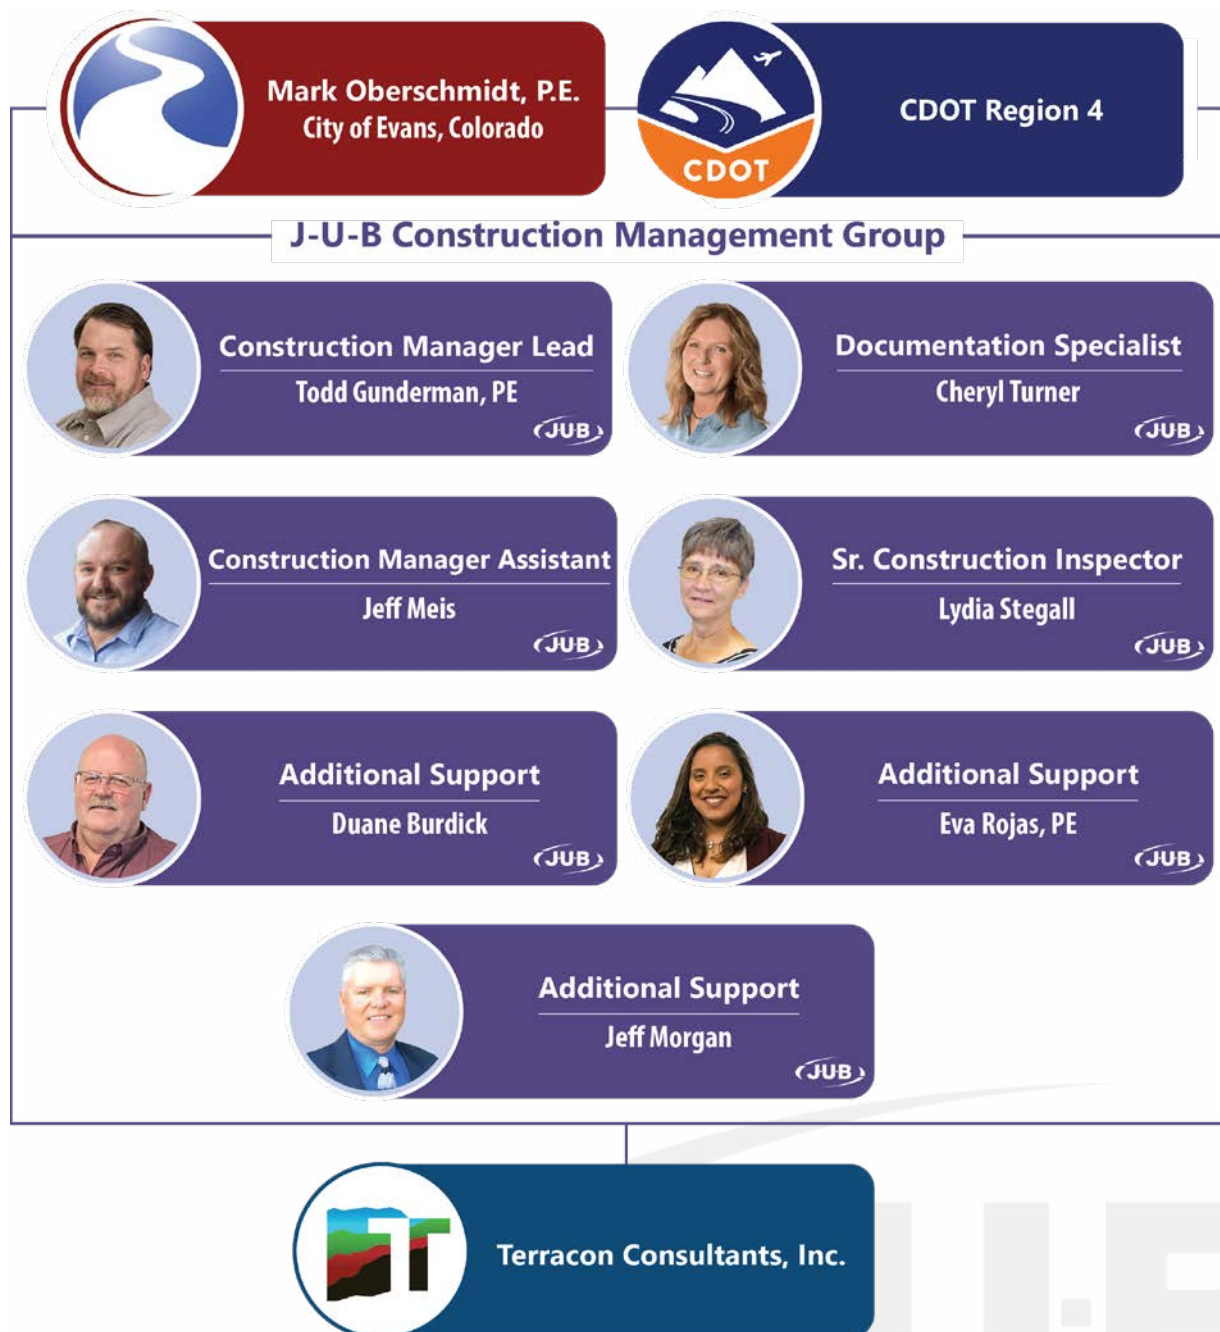 Mark Oberschmidt, P.E.
City of Evans, Colorado
CDOT
CDOT Region 4
J-U-B Construction Management Group
Construction Manager Lead
Todd Gunderman, PE
JUB
Documentation Specialist
Cheryl Turner
JUB
Construction Manager Assistant
Jeff Meis
JUB
Sr. Construction Inspector
Lydia Stegall
JUB
Additional Support
Duane Burdick
JUB
Additional Support
Eva Rojas, PE
JUB
Additional Support
Jeff Morgan
JUB
Terracon Consultants, Inc.